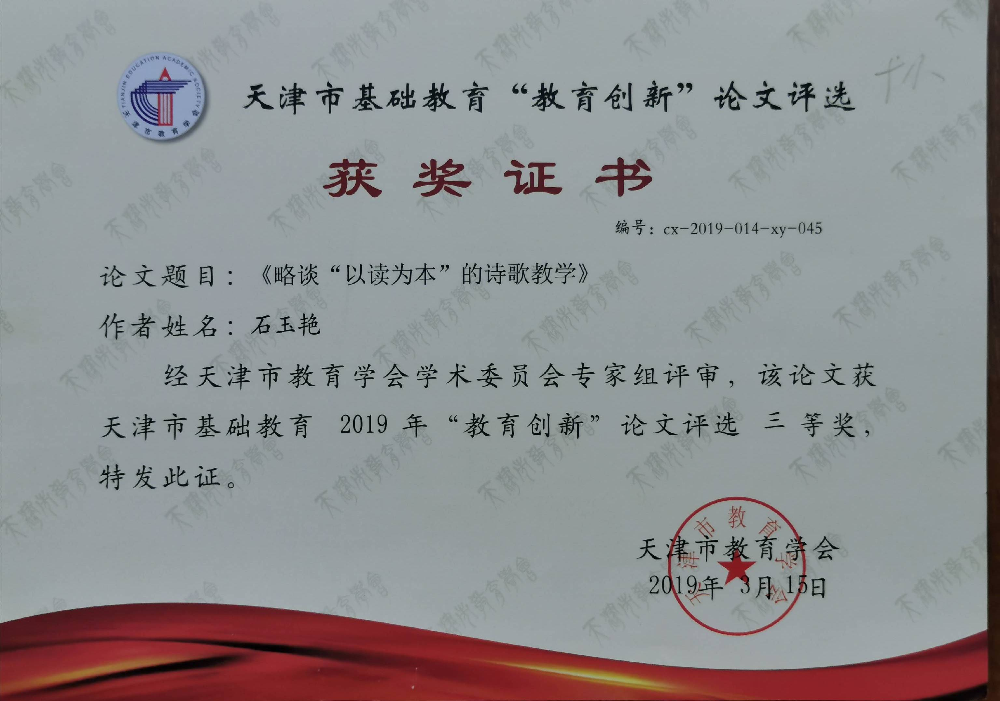 TIANJIN EDUCATION ACADEMIC SOCIETY
天津市教育学会
天津市基础教育“教育创新”论文评选
获奖证书
编号：cx-2019-014-xy-045
论文题目：《略谈“以读为本”的诗歌教学》
作者姓名：石玉艳
经天津市教育学会学术委员会专家组评审，该论文获
天津市基础教育 2019 年“教育创新”论文评选 三 等奖，
特发此证。
天津市教育学会
天津市教育学会
2019年 3月 15日